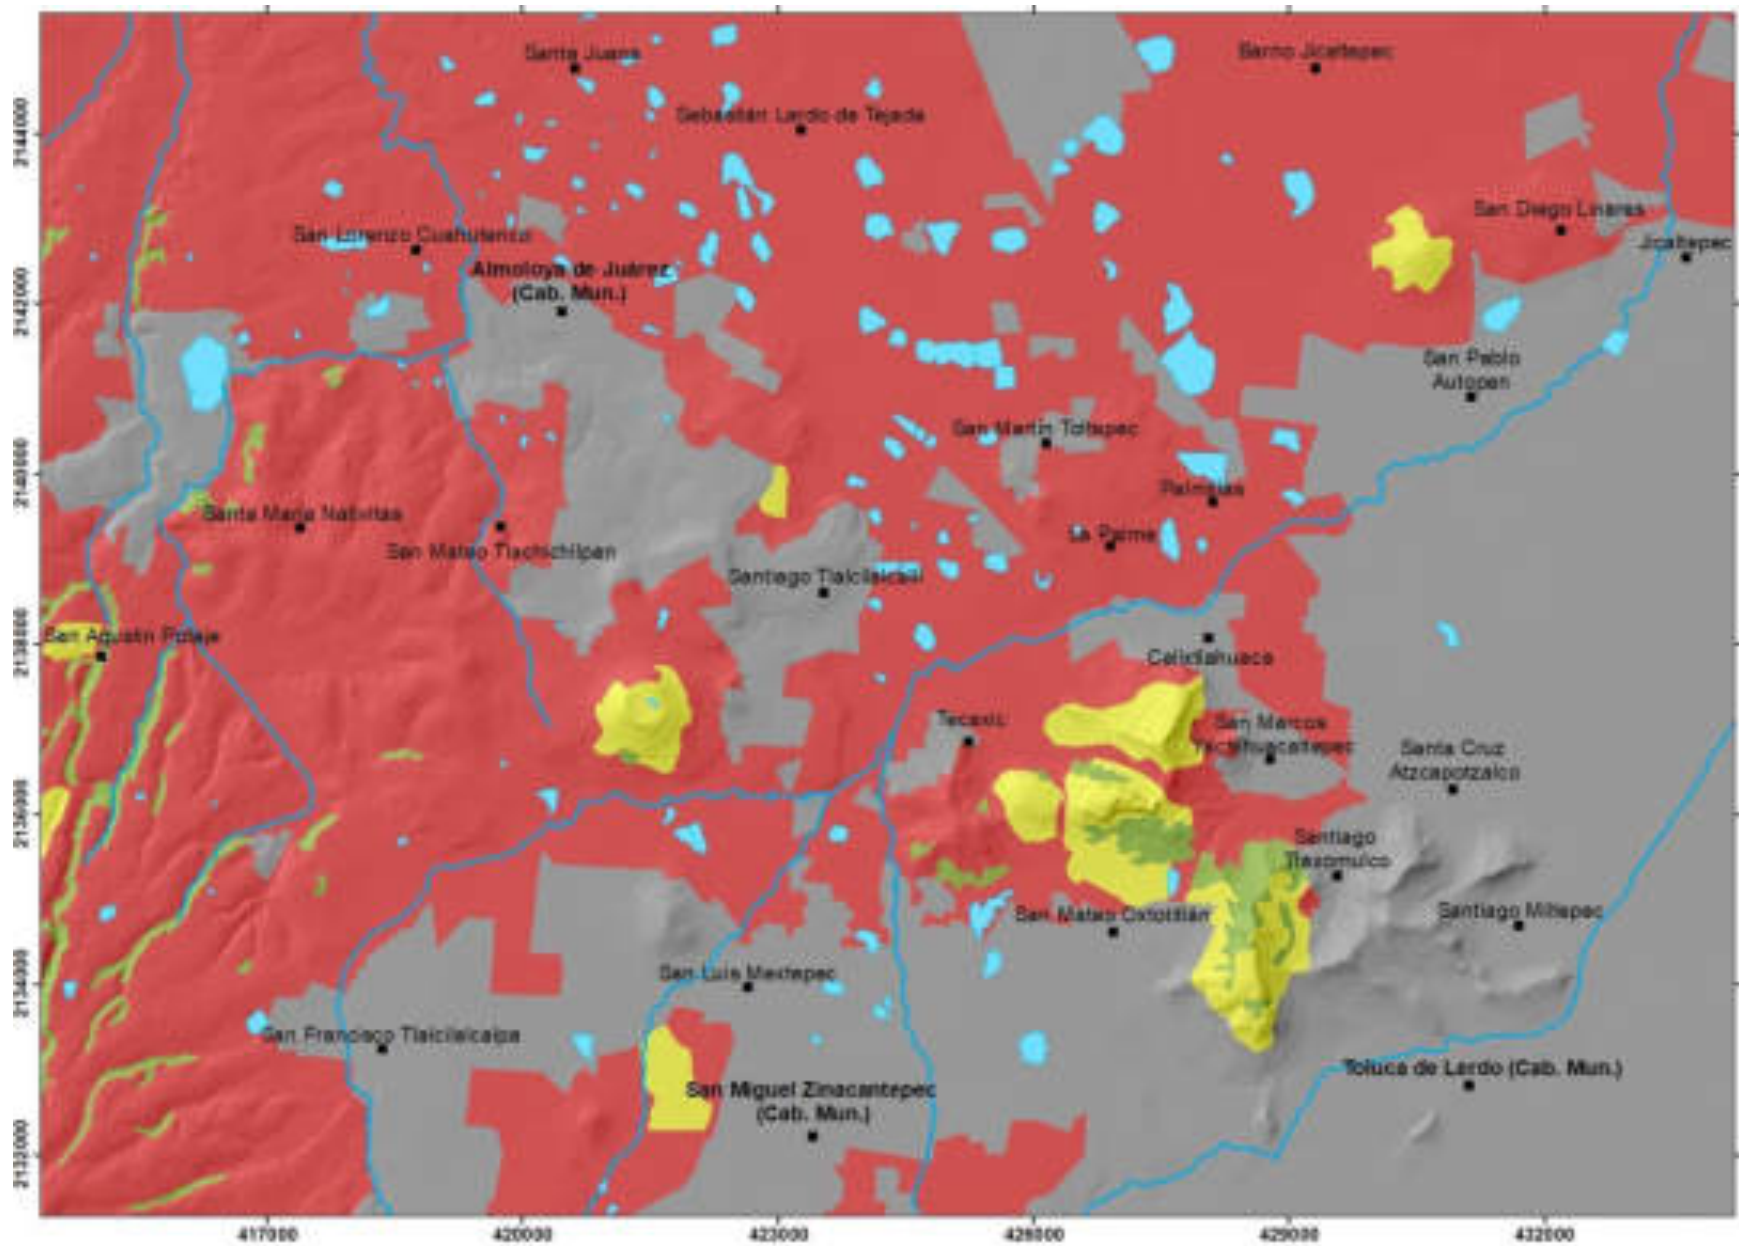 Santa Juana
Barrio Jicaltepec
Sebastián Lerdo de Tejada
San Diego Linares
San Lorenzo Cuahutenco
Jicaltepec
Almoloya de Juárez
(Cab. Mun.)
San Pablo
Autopan
San Martín Toltepec
Palmillas
Santa Maria Nativitas
La Palma
San Mateo Tlachichilpan
Santiago Tlalcilalcalli
San Agustin Poteje
Calixtlahuaca
Tecaxic
San Marcos
Yachihuacaltepec
Santa Cruz
Atzcapotzalco
Santiago
Tlaxomulco
San Mateo Oxtotitlán
Santiago Miltepec
San Luis Mextepec
San Francisco Tlalcilalcalpa
Toluca de Lerdo (Cab. Mun.)
San Miguel Zinacantepec
(Cab. Mun.)
2144000
2142000
2140000
2138000
2136000
2134000
2132000
417000 420000 423000 426000 429000 432000